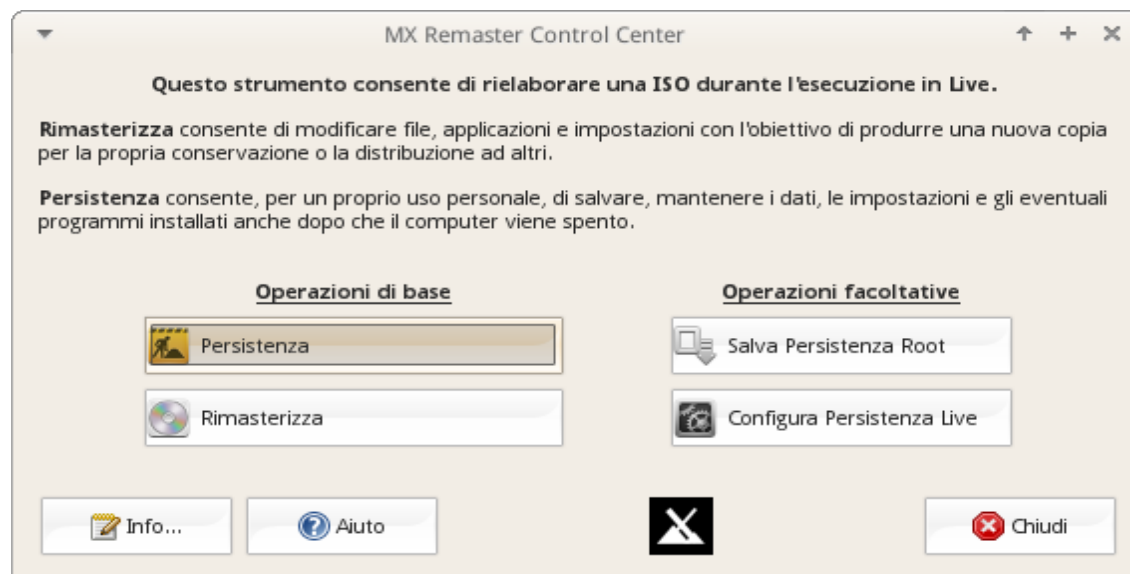 MX Remaster Control Center
Questo strumento consente di rielaborare una ISO durante l'esecuzione in Live.
Rimasterizza consente di modificare file, applicazioni e impostazioni con l'obiettivo di produrre una nuova copia
per la propria conservazione o la distribuzione ad altri.
Persistenza consente, per un proprio uso personale, di salvare, mantenere i dati, le impostazioni e gli eventuali
programmi installati anche dopo che il computer viene spento.
Operazioni di base
Operazioni facoltative
Persistenza
Salva Persistenza Root
Rimasterizza
Configura Persistenza Live
Info...
Aiuto
Chiudi